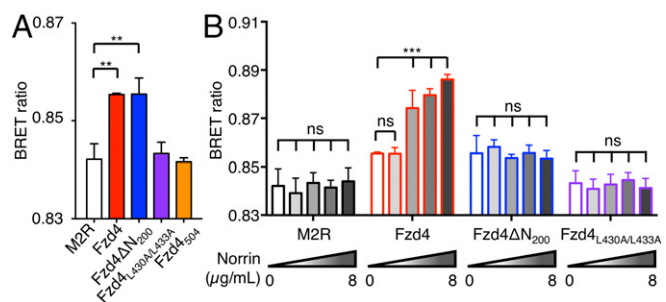 A
BRET ratio
0.87
0.85
0.83
**
**
M2R
Fzd4
Fzd4ΔN200
Fzd4L430A/L433A
Fzd4504
B
BRET ratio
0.91
0.89
0.87
0.85
0.83
ns
ns
***
ns
ns
M2R
Fzd4
Fzd4ΔN200
Fzd4L430A/L433A
Norrin
(µg/mL)
0 8 0 8 0 8 0 8